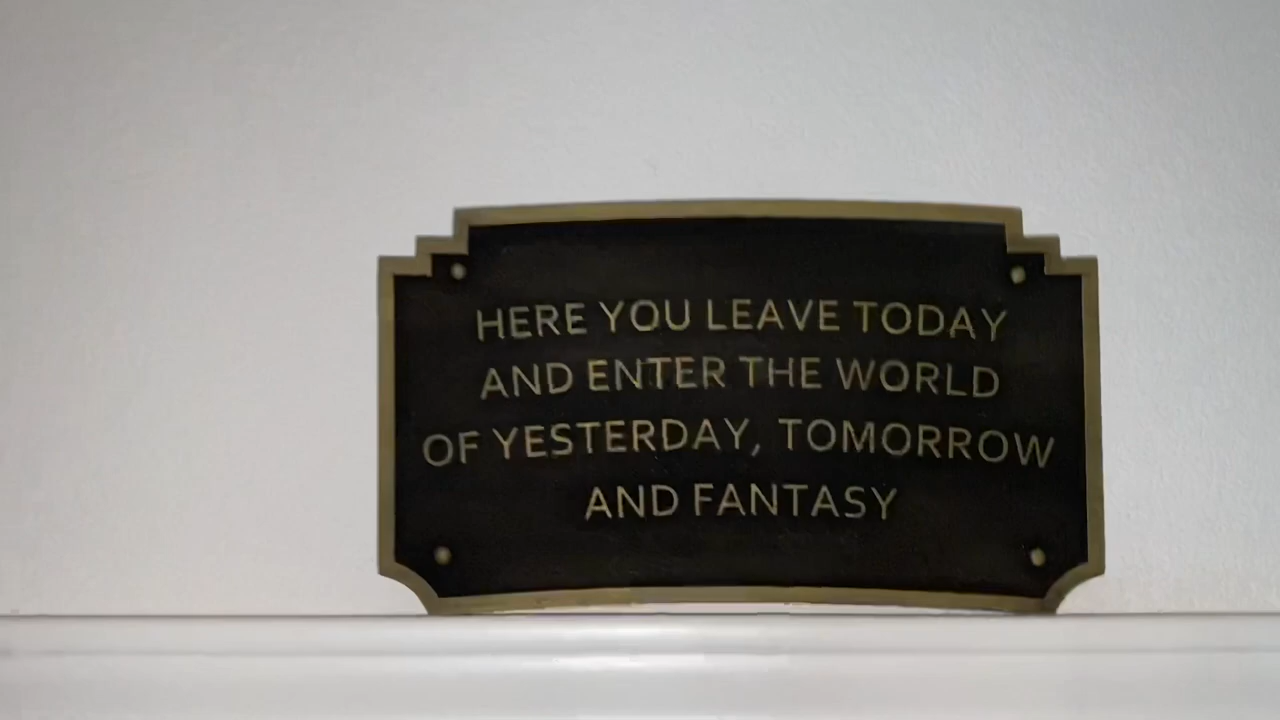 HERE YOU LEAVE TODAY
AND ENTER THE WORLD
OF YESTERDAY, TOMORROW
AND FANTASY